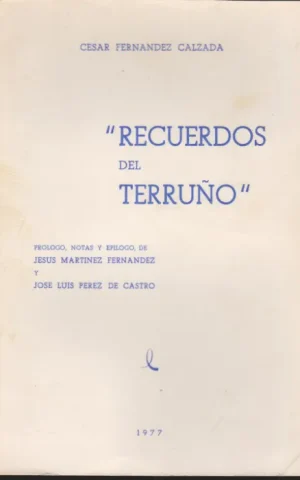 CESAR FERNANDEZ CALZADA
"RECUERDOS
DEL
TERRUÑO"
PROLOGO, NOTAS Y EPILOGO, DE
JESUS MARTINEZ FERNANDEZ
Y
JOSE LUIS PEREZ DE CASTRO
1977